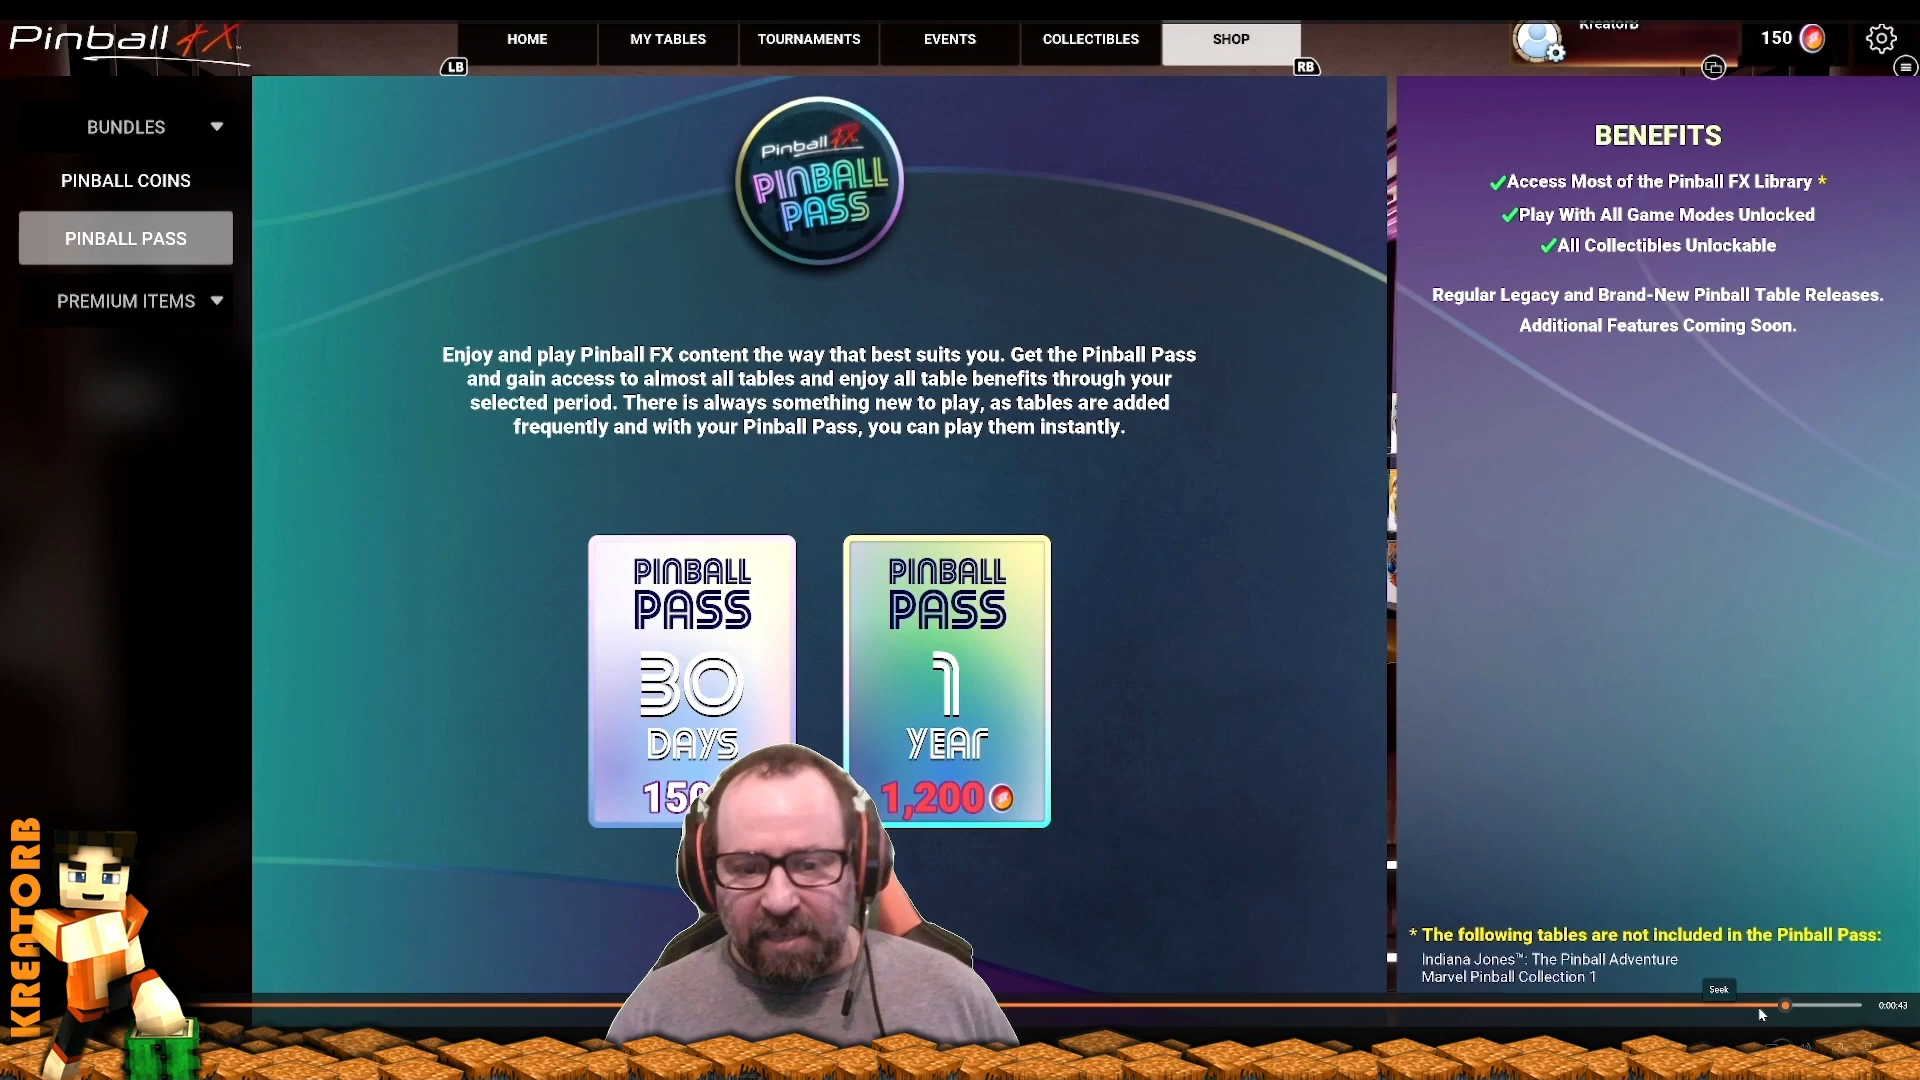 Pinball FX
HOME
MY TABLES
TOURNAMENTS
EVENTS
COLLECTIBLES
SHOP
KreatorB
150
LB
RB
BUNDLES
PINBALL COINS
PINBALL PASS
PREMIUM ITEMS
Pinball FX
PINBALL
PASS
Enjoy and play Pinball FX content the way that best suits you. Get the Pinball Pass
and gain access to almost all tables and enjoy all table benefits through your
selected period. There is always something new to play, as tables are added
frequently and with your Pinball Pass, you can play them instantly.
PINBALL
PASS
30
DAYS
150
PINBALL
PASS
1
YEAR
1,200
BENEFITS
Access Most of the Pinball FX Library *
Play With All Game Modes Unlocked
All Collectibles Unlockable
Regular Legacy and Brand-New Pinball Table Releases.
Additional Features Coming Soon.
* The following tables are not included in the Pinball Pass:
Indiana Jones™: The Pinball Adventure
Marvel Pinball Collection 1
Seek
0:00:43
KREATORB